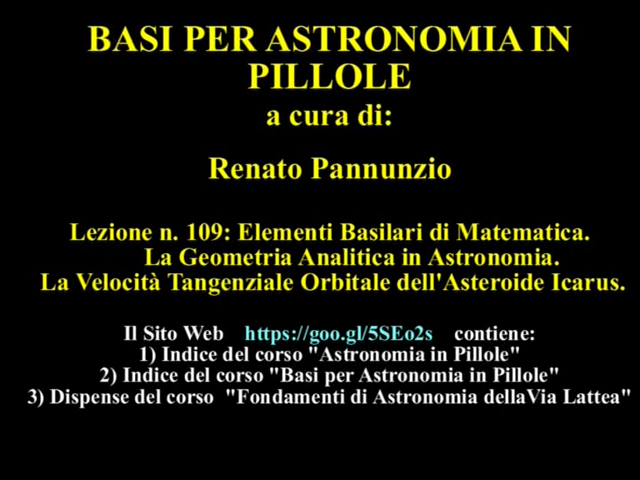 BASI PER ASTRONOMIA IN
PILLOLE
a cura di:
Renato Pannunzio
Lezione n. 109: Elementi Basilari di Matematica.
La Geometria Analitica in Astronomia.
La Velocità Tangenziale Orbitale dell'Asteroide Icarus.
Il Sito Web https://goo.gl/5SEo2s contiene:
1) Indice del corso "Astronomia in Pillole"
2) Indice del corso "Basi per Astronomia in Pillole"
3) Dispense del corso "Fondamenti di Astronomia dellaVia Lattea"